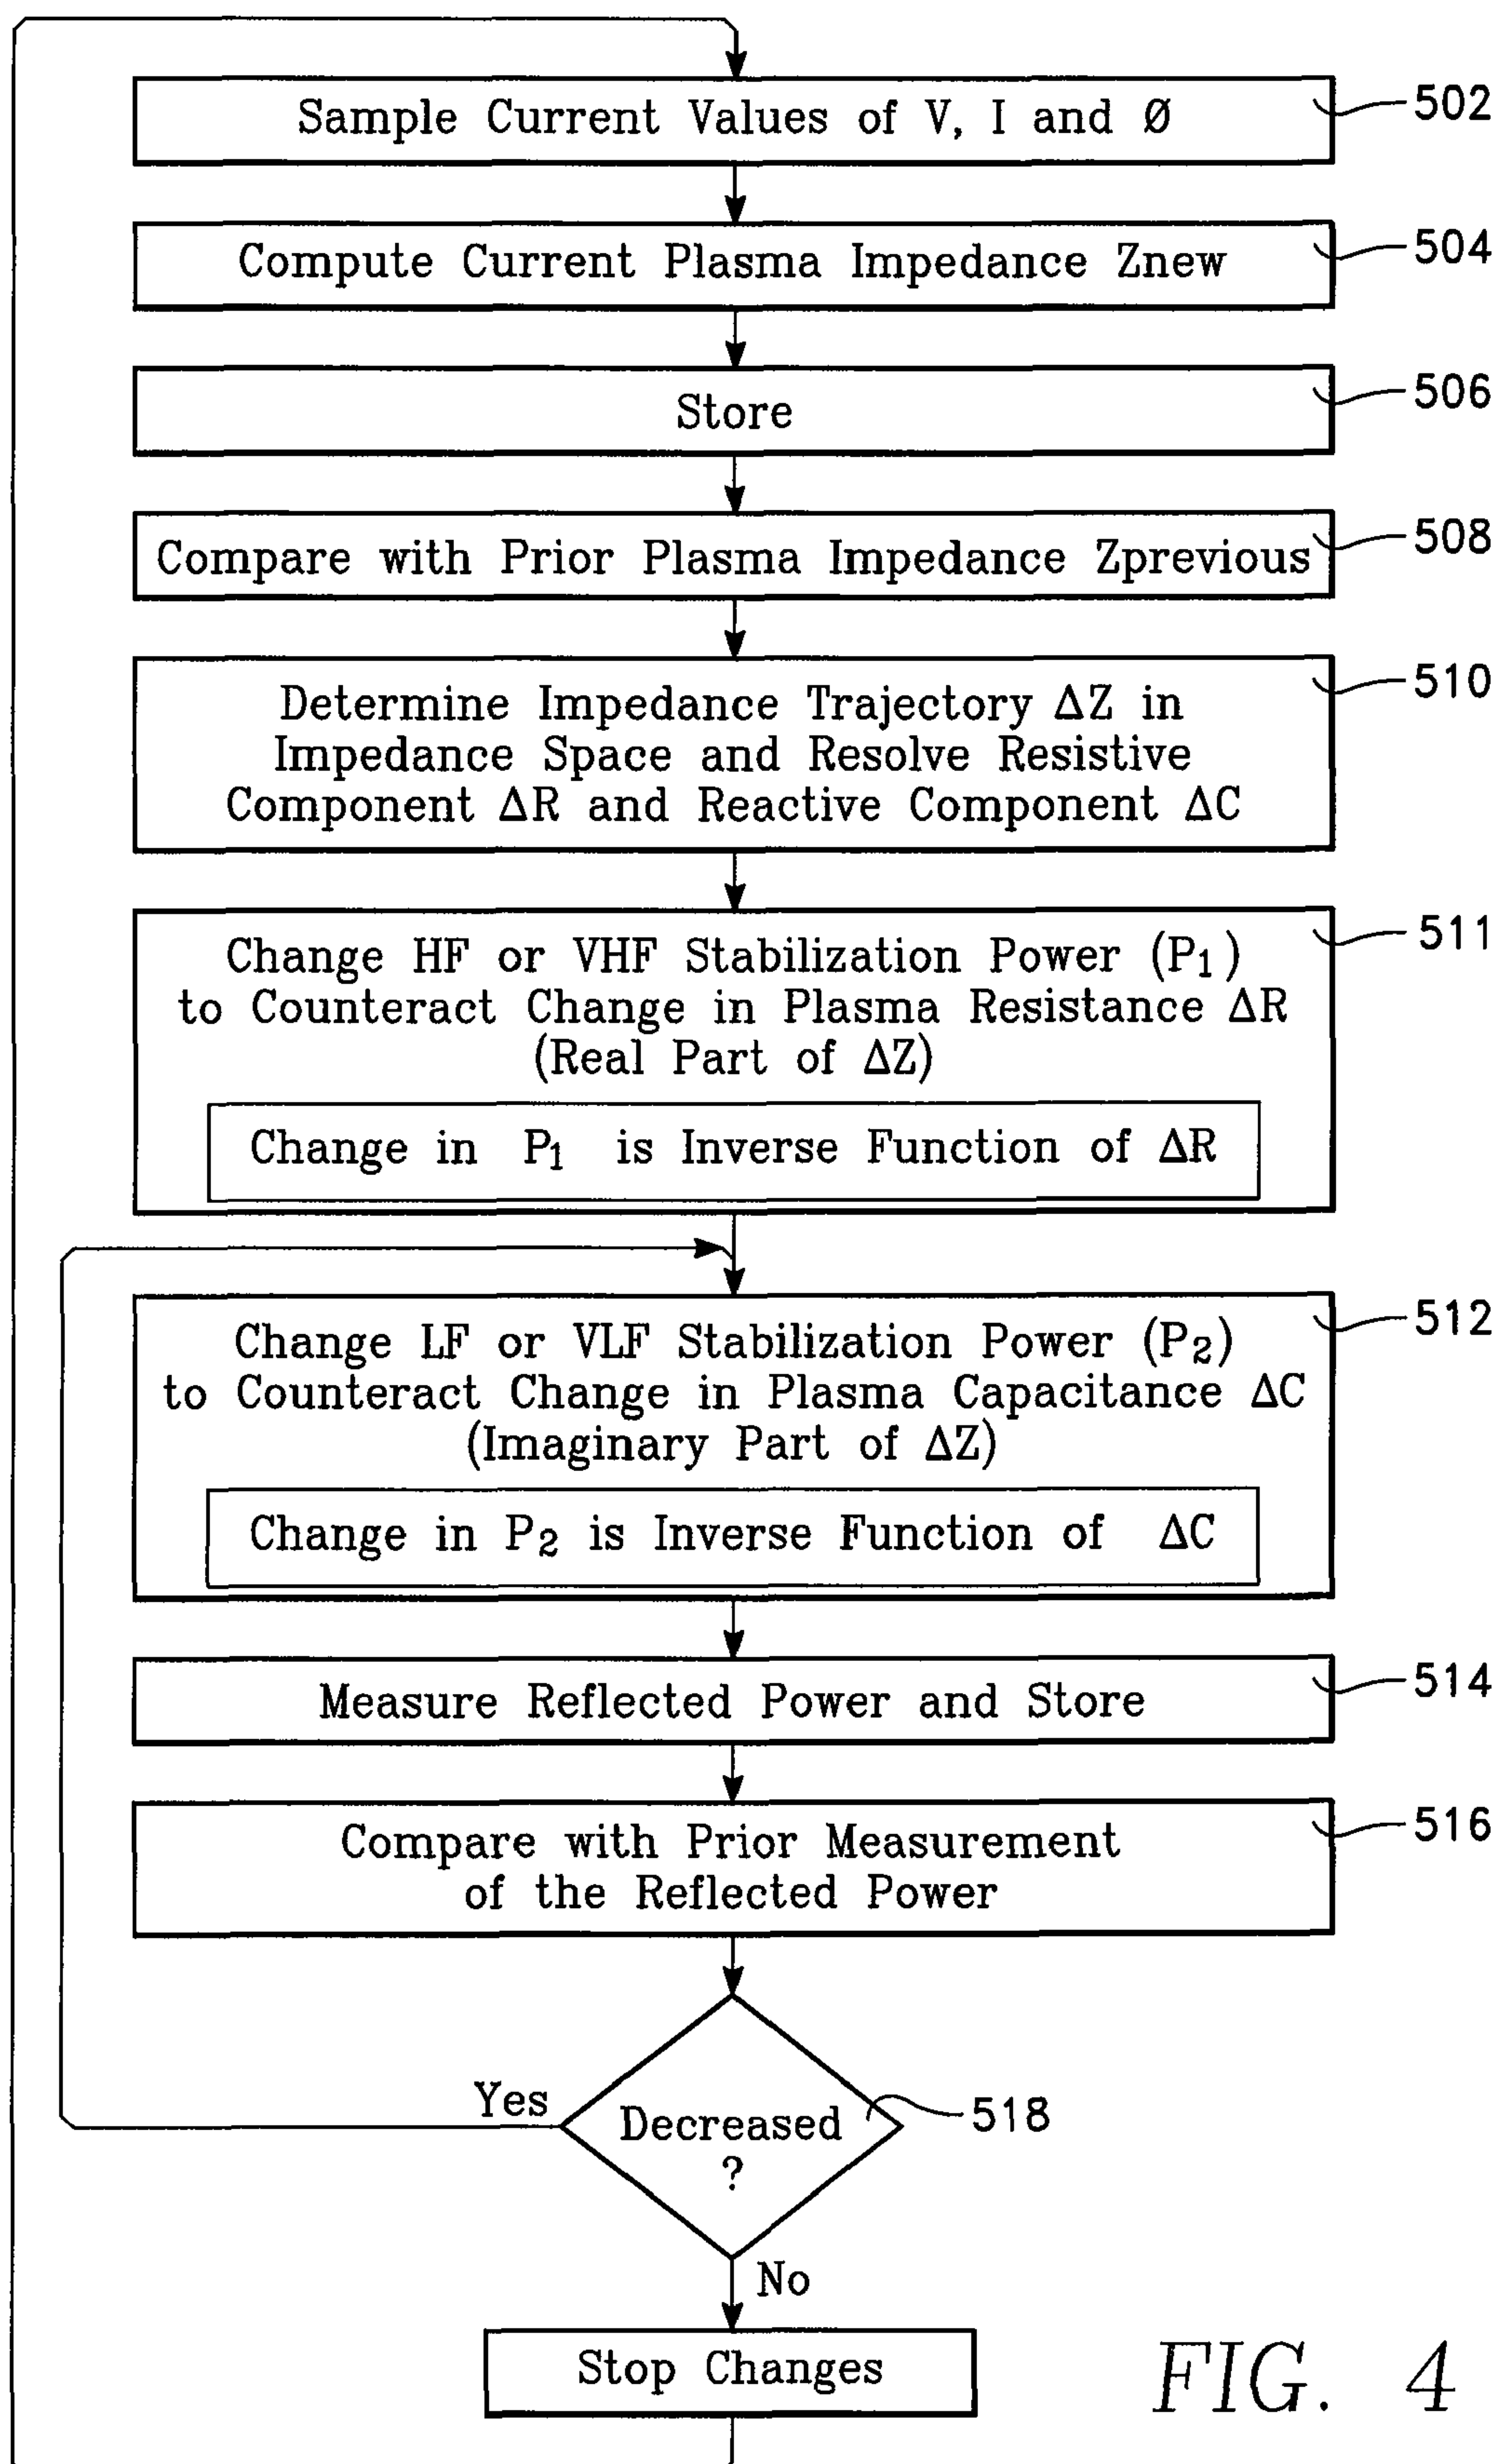 Sample Current Values of V, I and Ø
502
Compute Current Plasma Impedance Znew
504
Store
506
Compare with Prior Plasma Impedance Zprevious
508
Determine Impedance Trajectory ΔZ in
Impedance Space and Resolve Resistive
Component ΔR and Reactive Component ΔC
510
Change HF or VHF Stabilization Power (P1)
to Counteract Change in Plasma Resistance ΔR
(Real Part of ΔZ)
Change in P1 is Inverse Function of ΔR
511
Change LF or VLF Stabilization Power (P2)
to Counteract Change in Plasma Capacitance ΔC
(Imaginary Part of ΔZ)
Change in P2 is Inverse Function of ΔC
512
Measure Reflected Power and Store
514
Compare with Prior Measurement
of the Reflected Power
516
Yes
Decreased
?
518
No
Stop Changes
FIG. 4